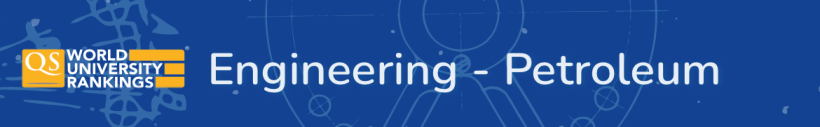 QS WORLD
UNIVERSITY
RANKINGS
Engineering - Petroleum